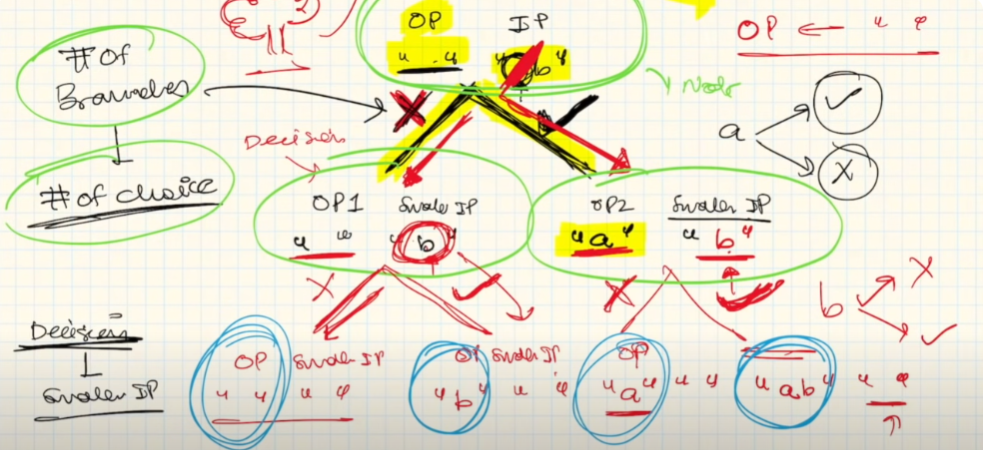 OP IP
" " "ab"
OP ← " "
# of
Branches
Node
a
✓
X
Decision
# of choice
X ✓
OP1 Smaller IP
" " "b"
OP2 Smaller IP
"a" "b"
X ✓ X ✓
b X
✓
Decision
Smaller IP
OP Smaller IP
" " " "
OP Smaller IP
"b" " "
OP
"a" " "
"ab" " "